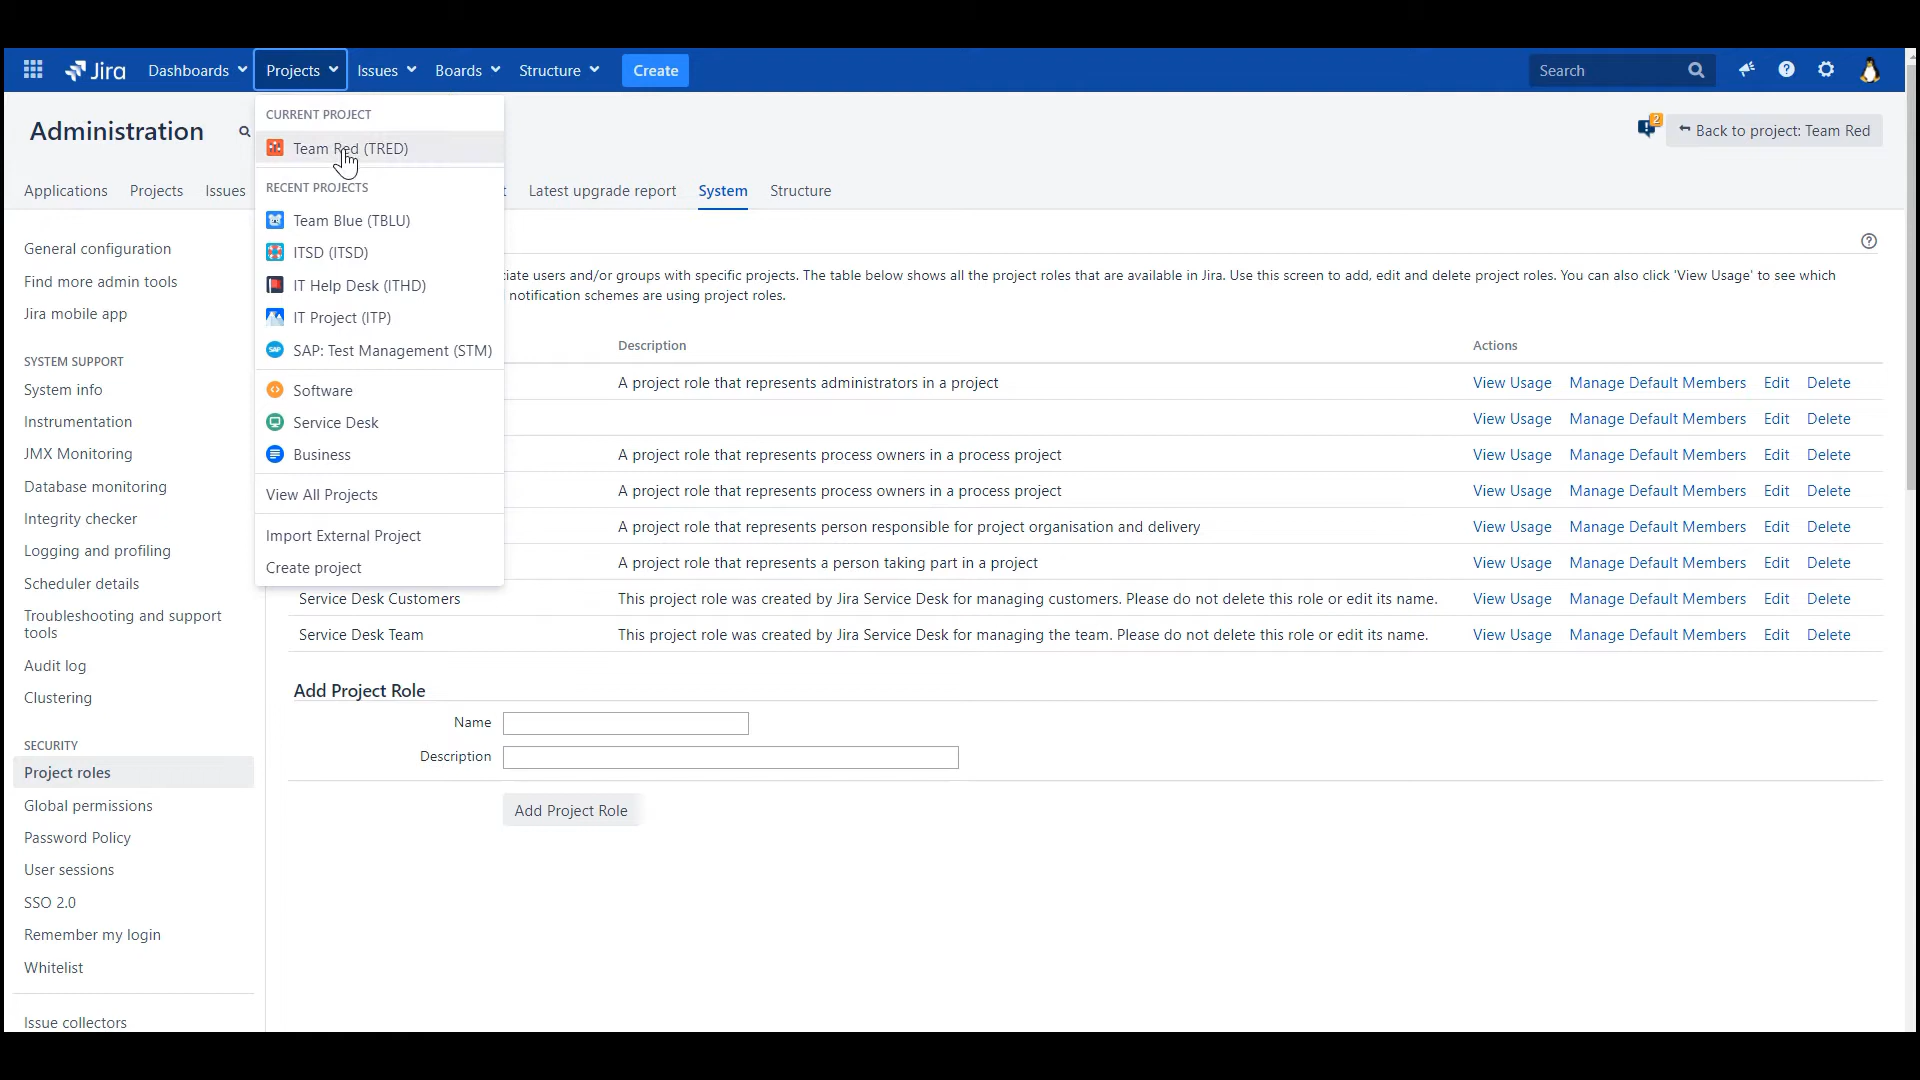 Jira Dashboards Projects Issues Boards Structure Create Search
Administration
2
Back to project: Team Red
CURRENT PROJECT
Team Red (TRED)
RECENT PROJECTS
Team Blue (TBLU)
ITSD (ITSD)
IT Help Desk (ITHD)
IT Project (ITP)
SAP SAP: Test Management (STM)
Software
Service Desk
Business
View All Projects
Import External Project
Create project
Applications Projects Issues Latest upgrade report System Structure
General configuration
Find more admin tools
Jira mobile app
SYSTEM SUPPORT
System info
Instrumentation
JMX Monitoring
Database monitoring
Integrity checker
Logging and profiling
Scheduler details
Troubleshooting and support
tools
Audit log
Clustering
SECURITY
Project roles
Global permissions
Password Policy
User sessions
SSO 2.0
Remember my login
Whitelist
Issue collectors
users and/or groups with specific projects. The table below shows all the project roles that are available in Jira. Use this screen to add, edit and delete project roles. You can also click 'View Usage' to see which
notification schemes are using project roles.
Description Actions
A project role that represents administrators in a project View Usage Manage Default Members Edit Delete
View Usage Manage Default Members Edit Delete
A project role that represents process owners in a process project View Usage Manage Default Members Edit Delete
A project role that represents process owners in a process project View Usage Manage Default Members Edit Delete
A project role that represents person responsible for project organisation and delivery View Usage Manage Default Members Edit Delete
A project role that represents a person taking part in a project View Usage Manage Default Members Edit Delete
Service Desk Customers This project role was created by Jira Service Desk for managing customers. Please do not delete this role or edit its name. View Usage Manage Default Members Edit Delete
Service Desk Team This project role was created by Jira Service Desk for managing the team. Please do not delete this role or edit its name. View Usage Manage Default Members Edit Delete
Add Project Role
Name
Description
Add Project Role